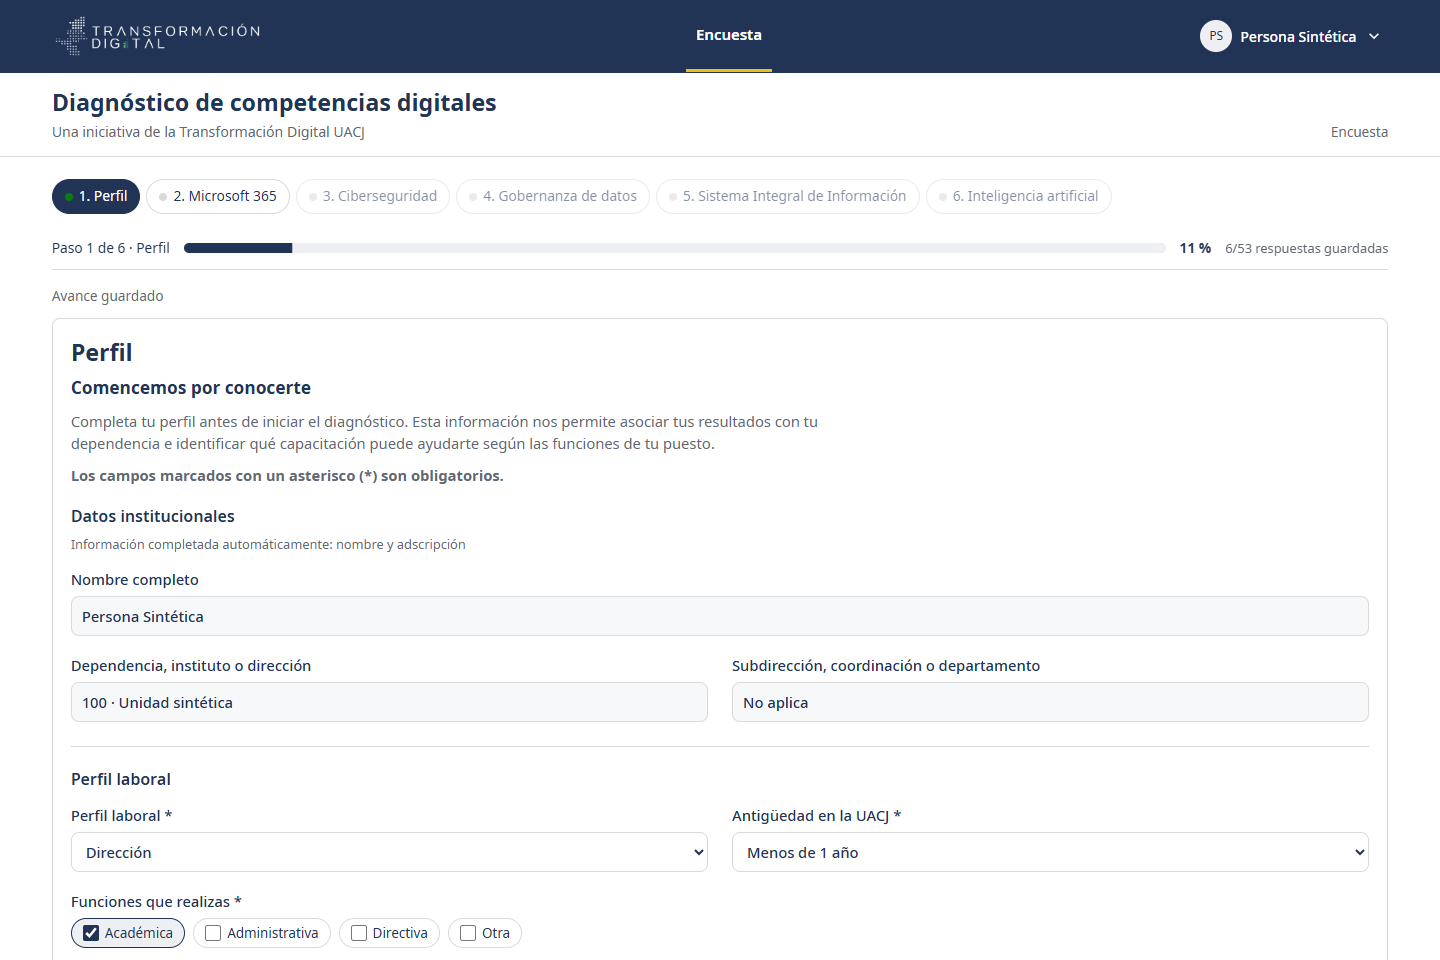 TRANSFORMACIÓN
DIGITAL
Encuesta
PS
Persona Sintética
Diagnóstico de competencias digitales
Una iniciativa de la Transformación Digital UACJ
Encuesta
1. Perfil
2. Microsoft 365
3. Ciberseguridad
4. Gobernanza de datos
5. Sistema Integral de Información
6. Inteligencia artificial
Paso 1 de 6 · Perfil
11 %
6/53 respuestas guardadas
Avance guardado
Perfil
Comencemos por conocerte
Completa tu perfil antes de iniciar el diagnóstico. Esta información nos permite asociar tus resultados con tu
dependencia e identificar qué capacitación puede ayudarte según las funciones de tu puesto.
Los campos marcados con un asterisco (*) son obligatorios.
Datos institucionales
Información completada automáticamente: nombre y adscripción
Nombre completo
Persona Sintética
Dependencia, instituto o dirección
Subdirección, coordinación o departamento
100 · Unidad sintética
No aplica
Perfil laboral
Perfil laboral *
Antigüedad en la UACJ *
Dirección
Menos de 1 año
Funciones que realizas *
Académica
Administrativa
Directiva
Otra